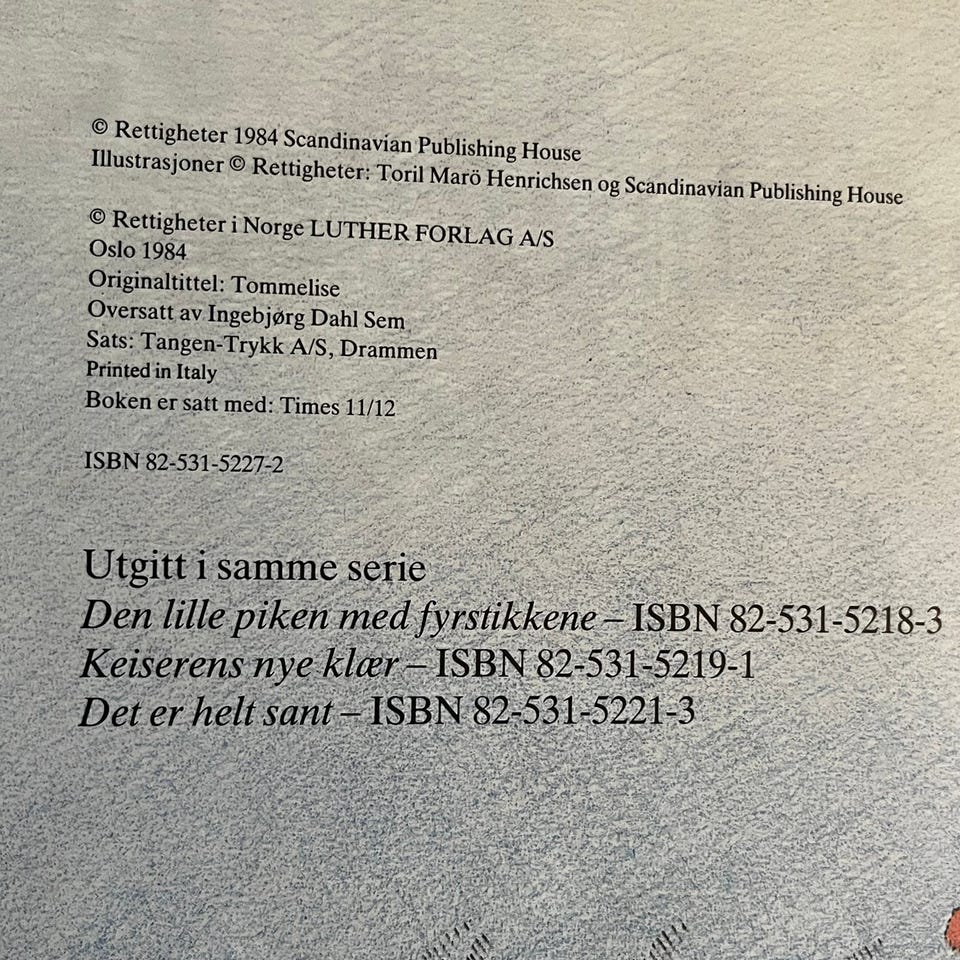 © Rettigheter 1984 Scandinavian Publishing House
Illustrasjoner © Rettigheter: Toril Marö Henrichsen og Scandinavian Publishing House
© Rettigheter i Norge LUTHER FORLAG A/S
Oslo 1984
Originaltittel: Tommelise
Oversatt av Ingebjørg Dahl Sem
Sats: Tangen-Trykk A/S, Drammen
Printed in Italy
Boken er satt med: Times 11/12
ISBN 82-531-5227-2
Utgitt i samme serie
Den lille piken med fyrstikkene – ISBN 82-531-5218-3
Keiserens nye klær – ISBN 82-531-5219-1
Det er helt sant – ISBN 82-531-5221-3